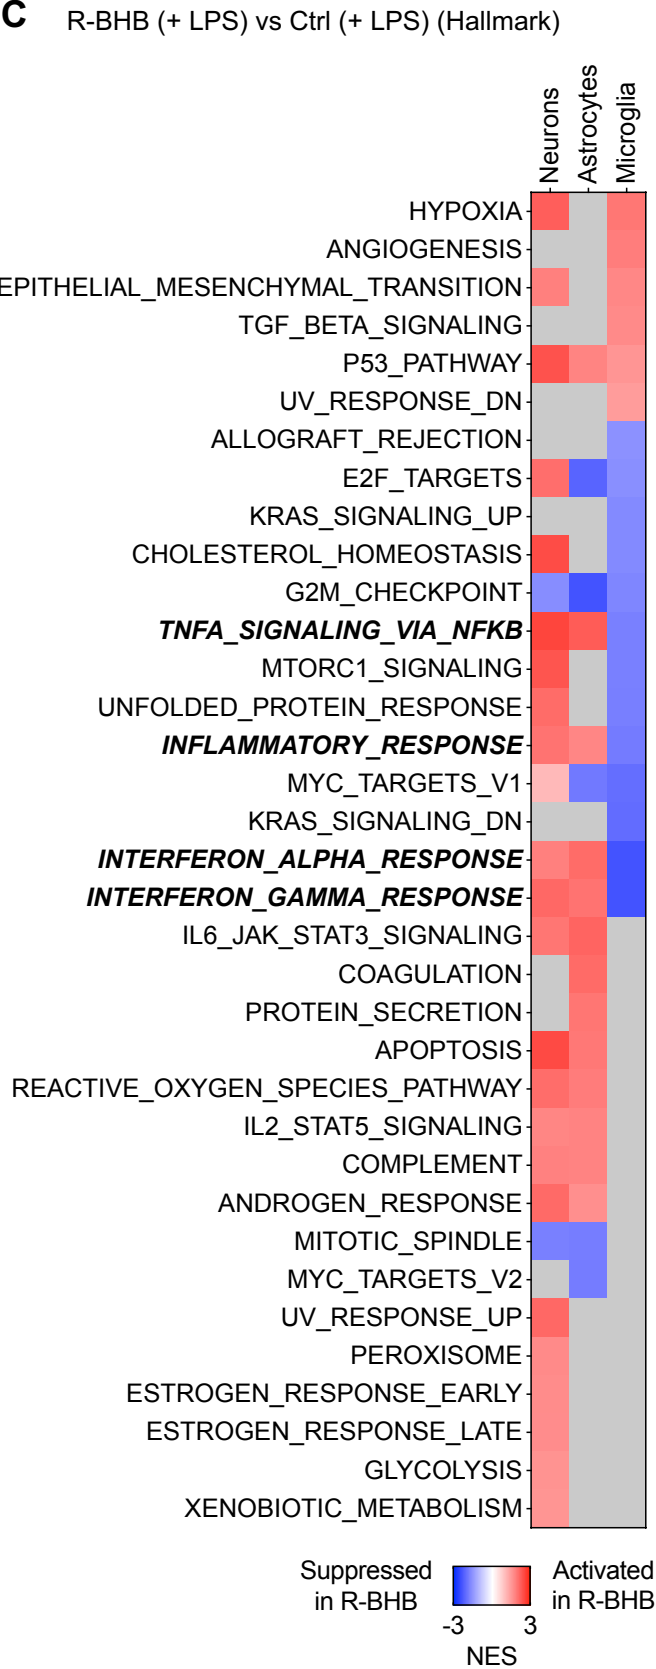 C R-BHB (+ LPS) vs Ctrl (+ LPS) (Hallmark)
Neurons
Astrocytes
Microglia
HYPOXIA
ANGIOGENESIS
EPITHELIAL_MESENCHYMAL_TRANSITION
TGF_BETA_SIGNALING
P53_PATHWAY
UV_RESPONSE_DN
ALLOGRAFT_REJECTION
E2F_TARGETS
KRAS_SIGNALING_UP
CHOLESTEROL_HOMEOSTASIS
G2M_CHECKPOINT
TNFA_SIGNALING_VIA_NFKB
MTORC1_SIGNALING
UNFOLDED_PROTEIN_RESPONSE
INFLAMMATORY_RESPONSE
MYC_TARGETS_V1
KRAS_SIGNALING_DN
INTERFERON_ALPHA_RESPONSE
INTERFERON_GAMMA_RESPONSE
IL6_JAK_STAT3_SIGNALING
COAGULATION
PROTEIN_SECRETION
APOPTOSIS
REACTIVE_OXYGEN_SPECIES_PATHWAY
IL2_STAT5_SIGNALING
COMPLEMENT
ANDROGEN_RESPONSE
MITOTIC_SPINDLE
MYC_TARGETS_V2
UV_RESPONSE_UP
PEROXISOME
ESTROGEN_RESPONSE_EARLY
ESTROGEN_RESPONSE_LATE
GLYCOLYSIS
XENOBIOTIC_METABOLISM
Suppressed
in R-BHB
Activated
in R-BHB
-3 3
NES